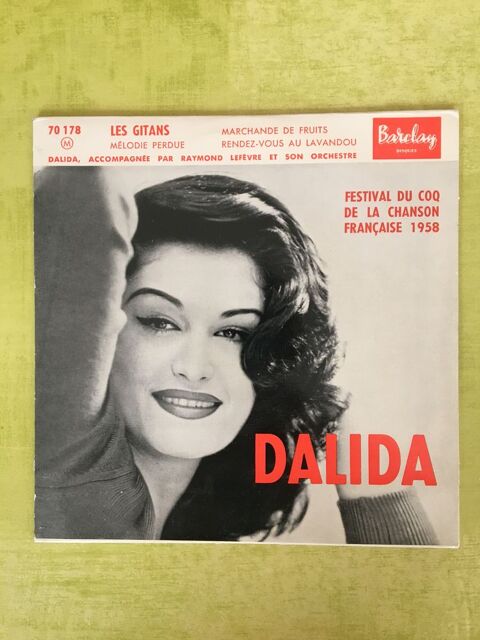 70 178
M
LES GITANS
MÉLODIE PERDUE
MARCHANDE DE FRUITS
RENDEZ-VOUS AU LAVANDOU
DALIDA, ACCOMPAGNÉE PAR RAYMOND LEFÈVRE ET SON ORCHESTRE
Barclay
DISQUES
FESTIVAL DU COQ
DE LA CHANSON
FRANÇAISE 1958
DALIDA